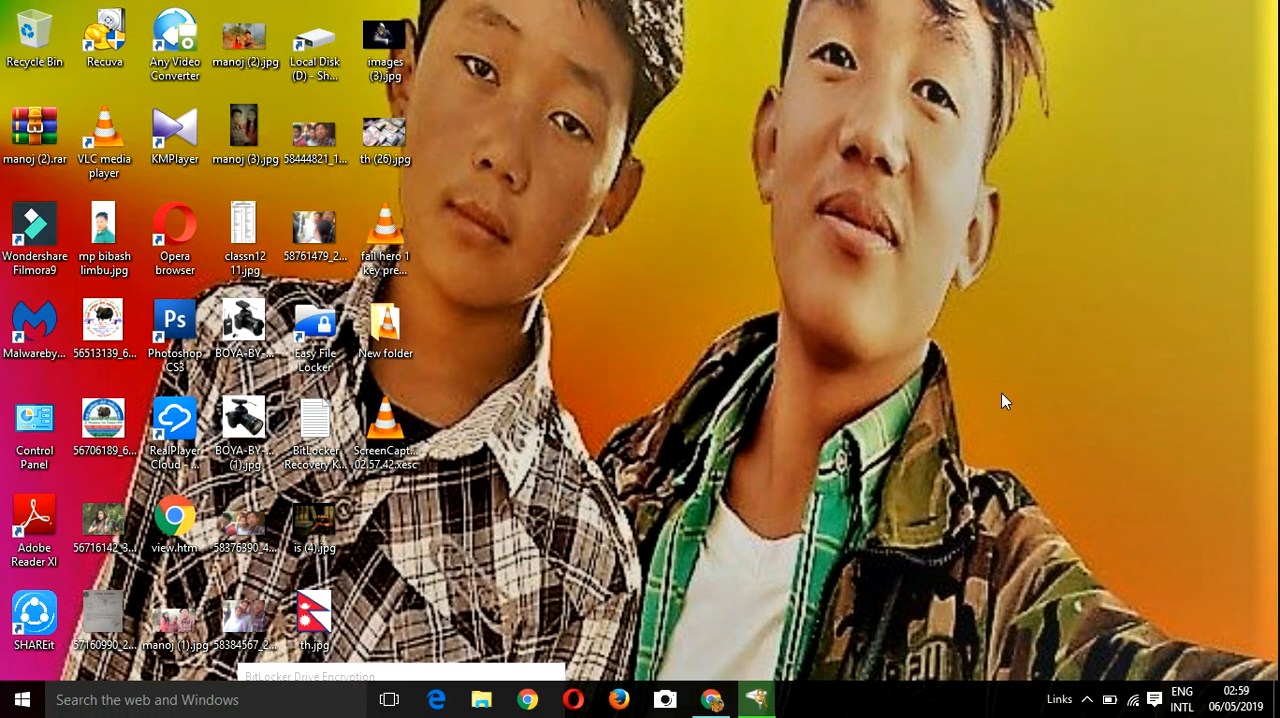 Recycle Bin
Recuva
Any Video
Converter
manoj (2).jpg
Local Disk
(D) - Sh...
images
(3).jpg
manoj (2).rar
VLC media
player
KMPlayer
manoj (3).jpg
58444821_1...
th (26).jpg
Wondershare
Filmora9
mp bibash
limbu.jpg
Opera
browser
classn12
11.jpg
58761479_2...
fail hero 1
key pre...
Malwareby...
56513139_6...
Ps
Photoshop
CS3
BOYA-BY-...
Easy File
Locker
New folder
Control
Panel
56706189_6...
RealPlayer
Cloud - ...
BOYA-BY-...
(1).jpg
BitLocker
Recovery K...
ScreenCapt...
02.57.42.xesc
Adobe
Reader XI
56716142_3...
view.htm
58376390_4...
is (4).jpg
SHAREit
57160990_2...
manoj (1).jpg
58384567_2...
th.jpg
BitLocker Drive Encryption
Search the web and Windows
Links
ENG
INTL
02:59
06/05/2019